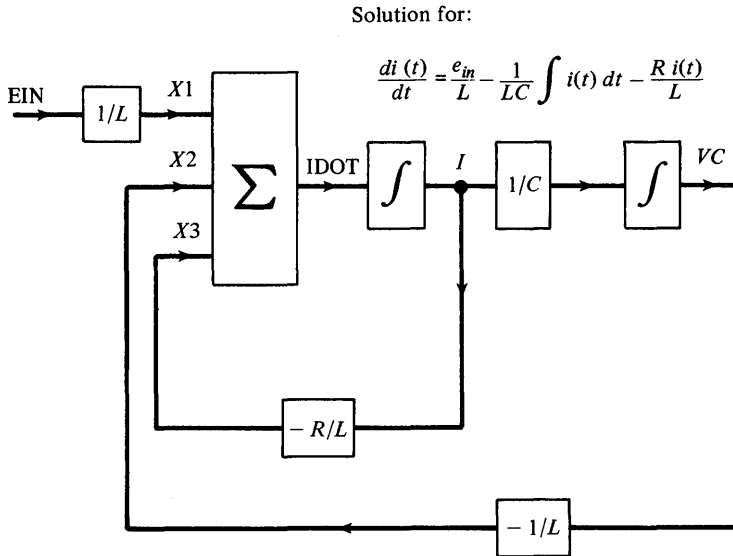 Solution for:
di (t)/dt = e_in/L − 1/LC ∫ i(t) dt − R i(t)/L
EIN
1/L
X1
X2
X3
Σ
IDOT
∫
I
1/C
∫
VC
− R/L
− 1/L